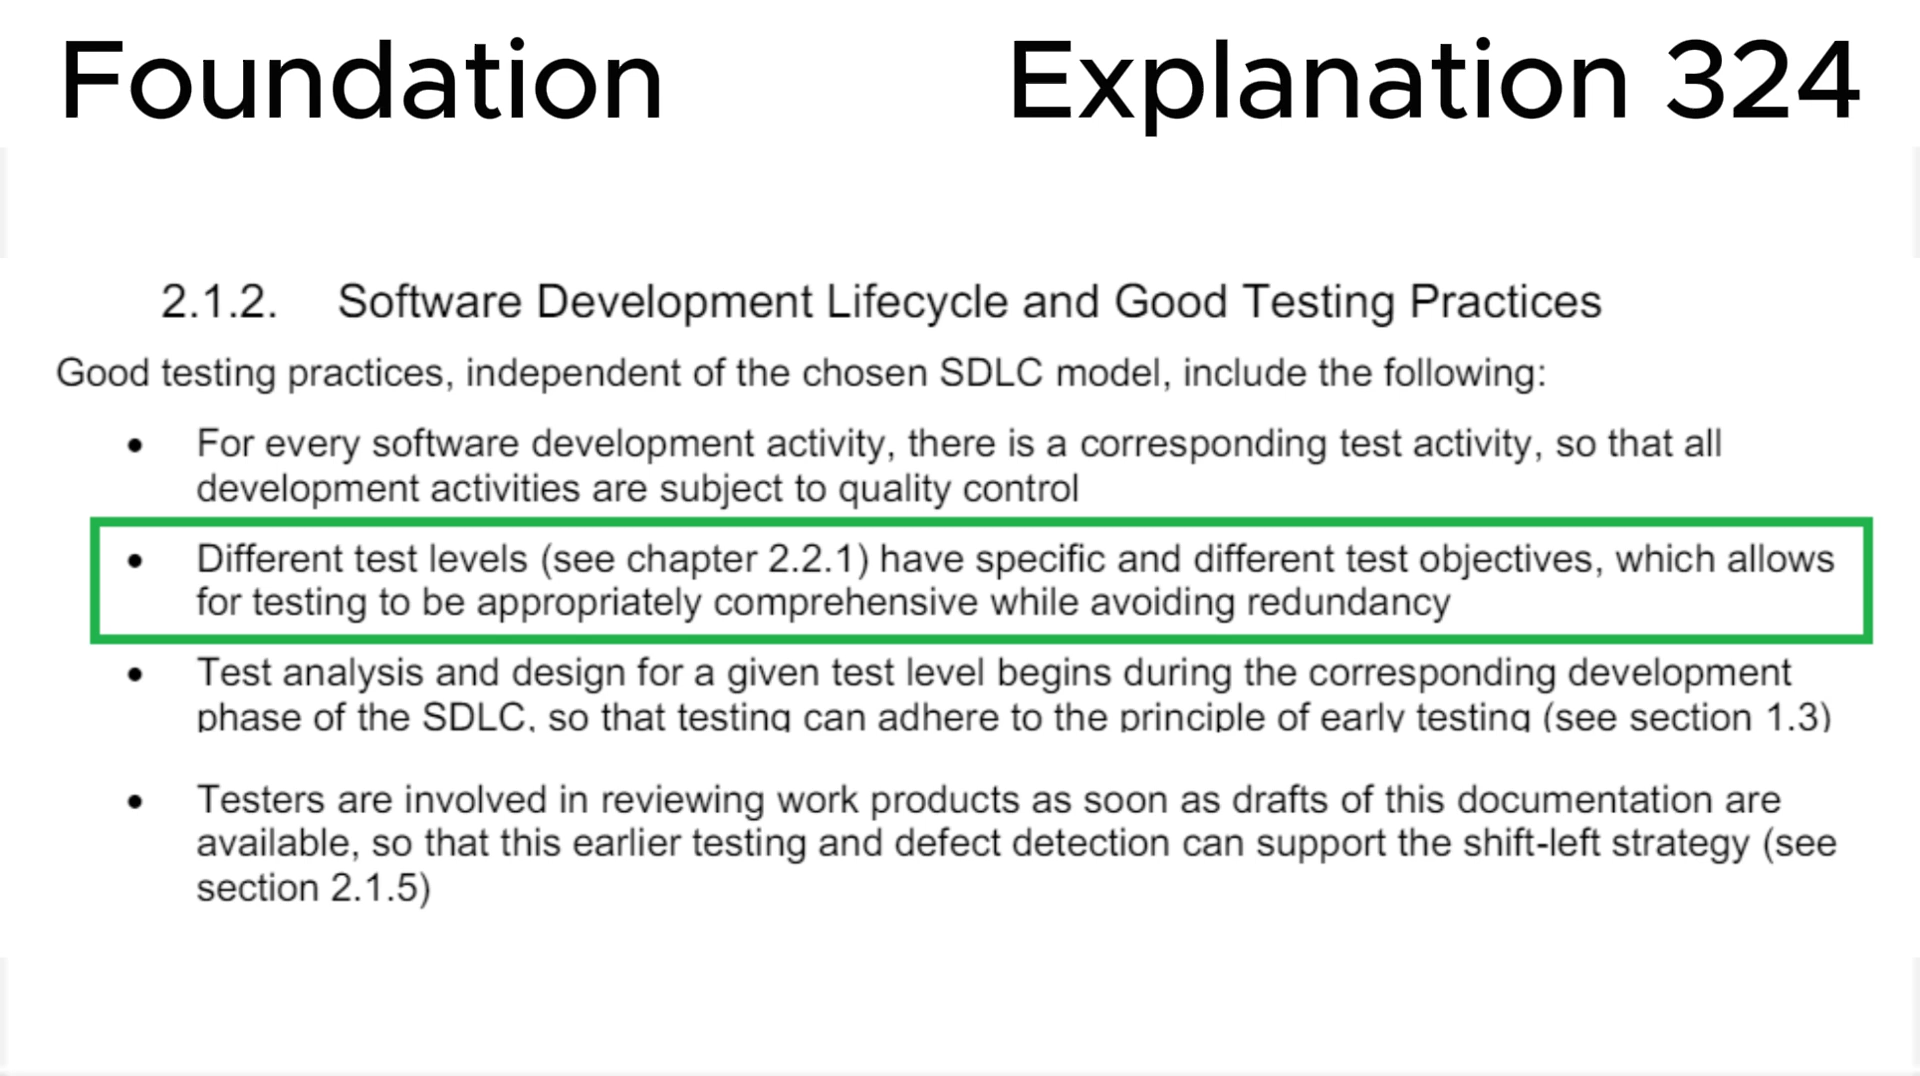 Foundation Explanation 324
2.1.2. Software Development Lifecycle and Good Testing Practices
Good testing practices, independent of the chosen SDLC model, include the following:
• For every software development activity, there is a corresponding test activity, so that all
development activities are subject to quality control
• Different test levels (see chapter 2.2.1) have specific and different test objectives, which allows
for testing to be appropriately comprehensive while avoiding redundancy
• Test analysis and design for a given test level begins during the corresponding development
phase of the SDLC, so that testing can adhere to the principle of early testing (see section 1.3)
• Testers are involved in reviewing work products as soon as drafts of this documentation are
available, so that this earlier testing and defect detection can support the shift-left strategy (see
section 2.1.5)